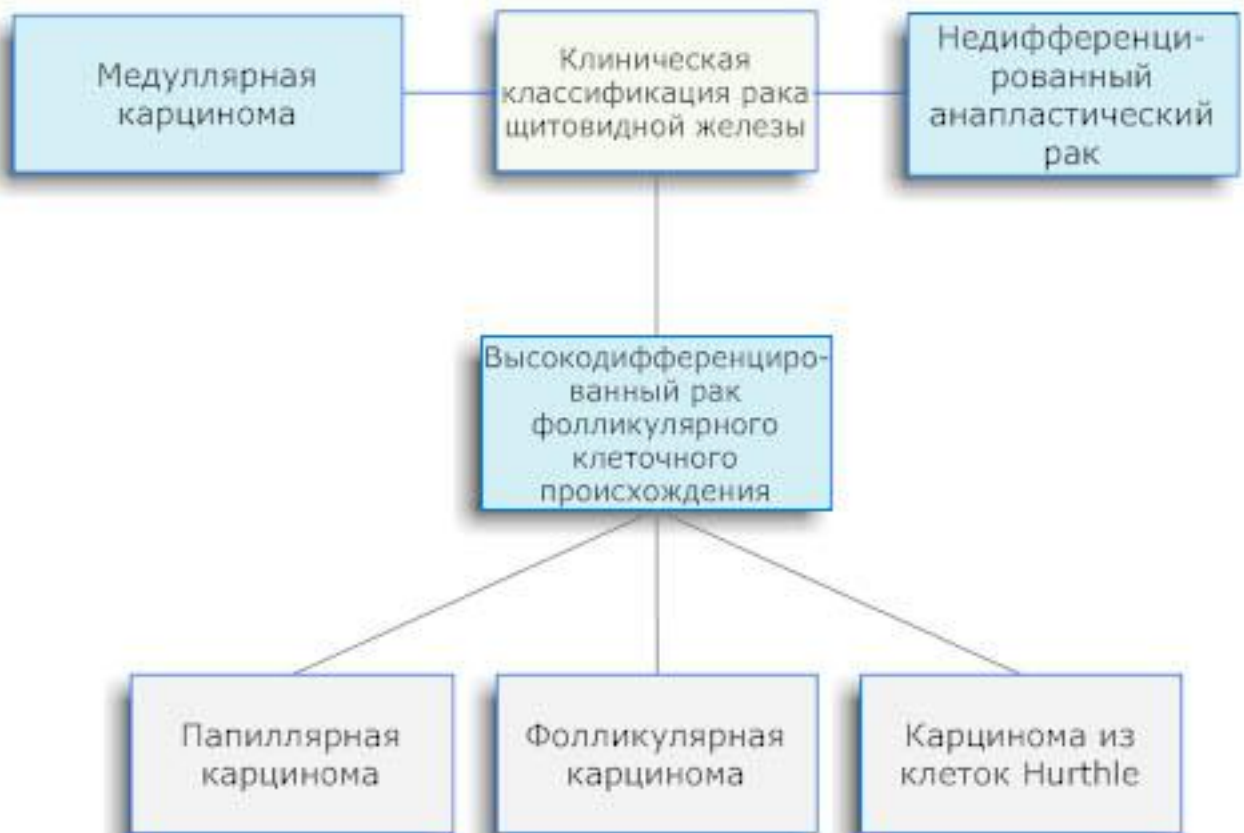 Медуллярная
карцинома
Клиническая
классификация рака
щитовидной железы
Недифференци-
рованный
анапластический
рак
Высокодифференциро-
ванный рак
фолликулярного
клеточного
происхождения
Папиллярная
карцинома
Фолликулярная
карцинома
Карцинома из
клеток Hurthle